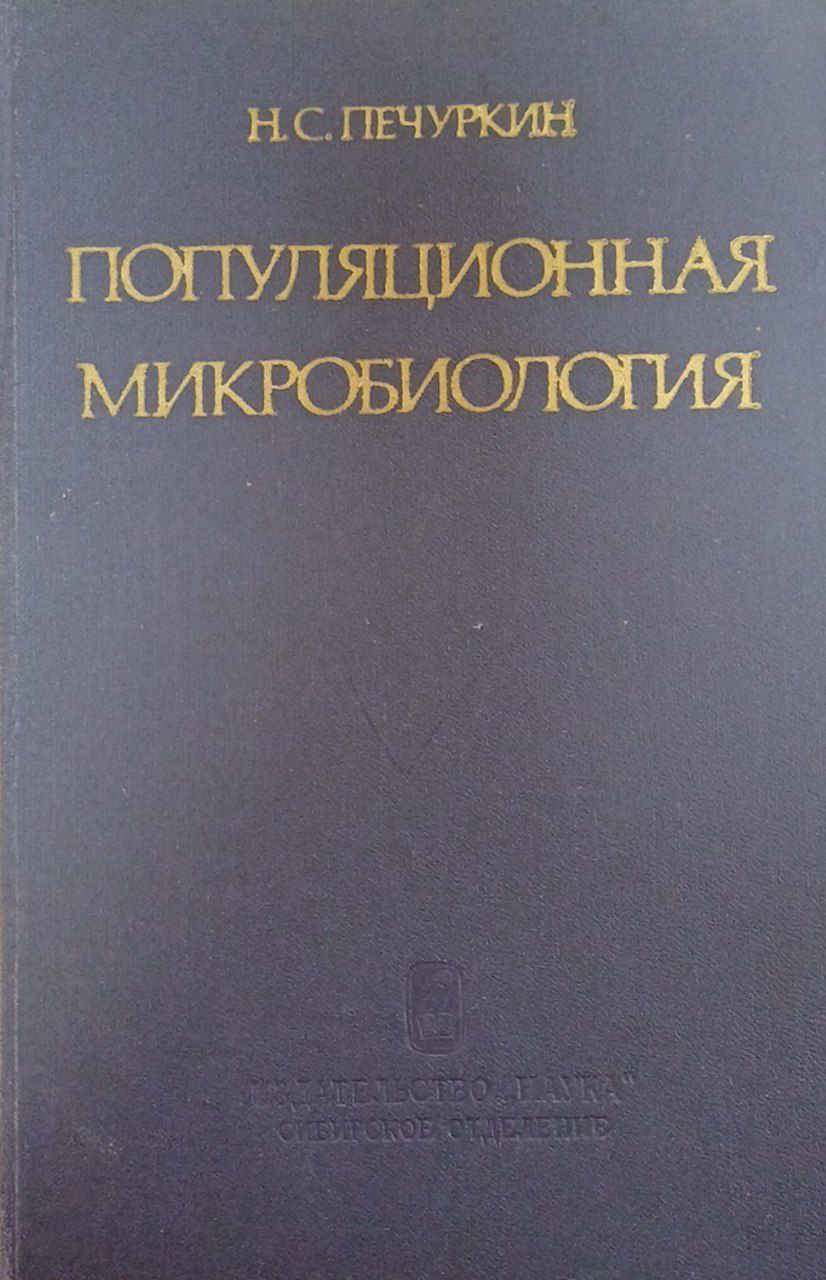 Н. С. ПЕЧУРКИН
ПОПУЛЯЦИОННАЯ
МИКРОБИОЛОГИЯ
ИЗДАТЕЛЬСТВО „НАУКА“
СИБИРСКОЕ ОТДЕЛЕНИЕ